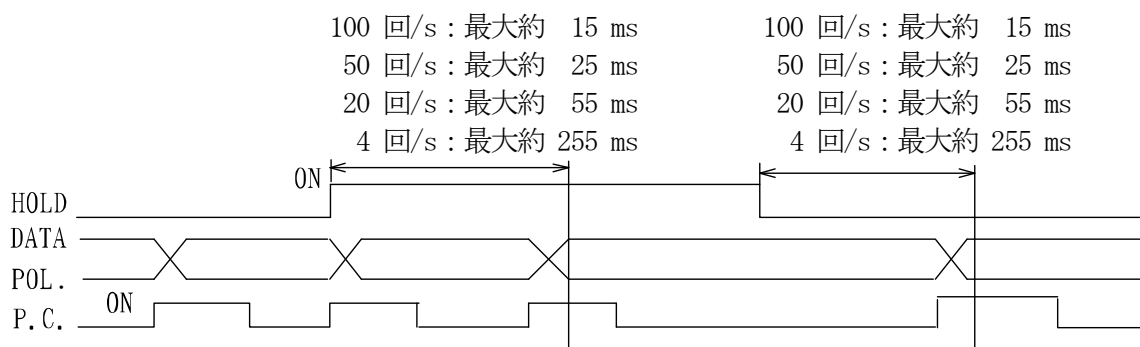 100 回/s：最大約 15 ms 100 回/s：最大約 15 ms
50 回/s：最大約 25 ms 50 回/s：最大約 25 ms
20 回/s：最大約 55 ms 20 回/s：最大約 55 ms
4 回/s：最大約 255 ms 4 回/s：最大約 255 ms
ON
HOLD
DATA
POL.
ON
P.C.